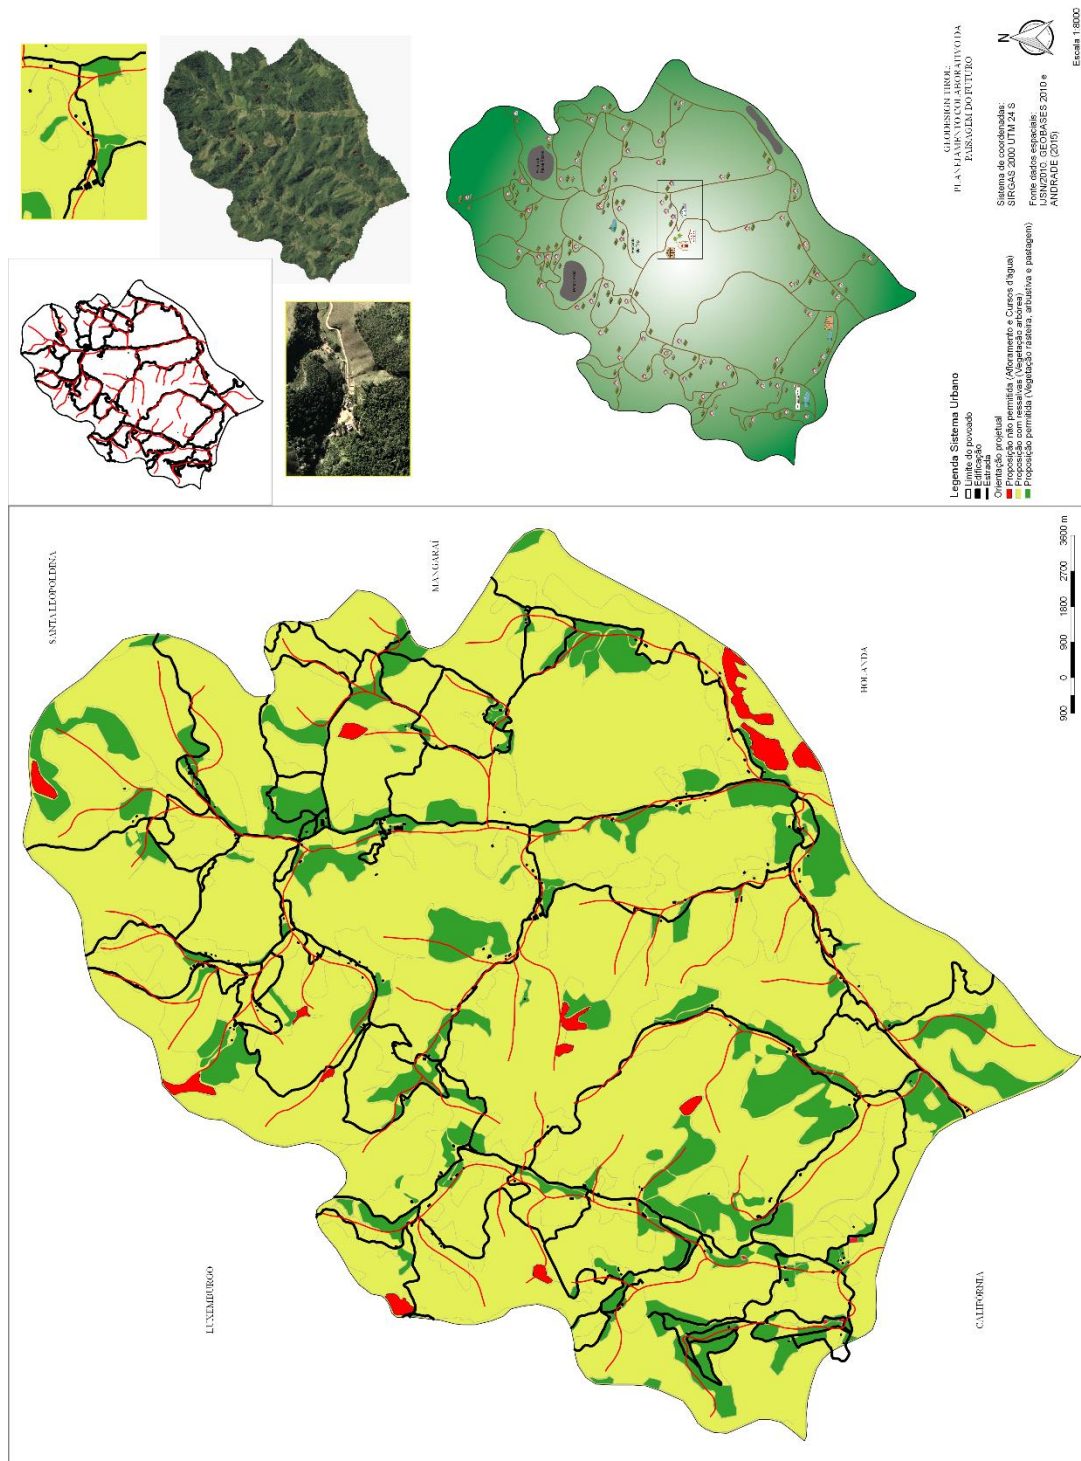 GEODESIGN TIROL:
PLANEJAMENTO COLABORATIVO DA
PAISAGEM DO FUTURO
N
Sistema de coordenadas:
SIRGAS 2000 UTM 24 S
Fonte dados espaciais:
IJSN/2010, GEOBASES 2010 e
ANDRADE (2015)
Escala 1:8000
Legenda Sistema Urbano
Limite do povoado
Edificação
Estrada
Orientação projetual
Proposição não permitida (Afloramento e Cursos d'água)
Proposição com ressalvas (Vegetação arbórea)
Proposição permitida (Vegetação rasteira, arbustiva e pastagem)
SANTA LEOPOLDINA
MANGARAÍ
HOLANDA
LUXEMBURGO
CALIFÓRNIA
900 0 900 1800 2700 3600 m